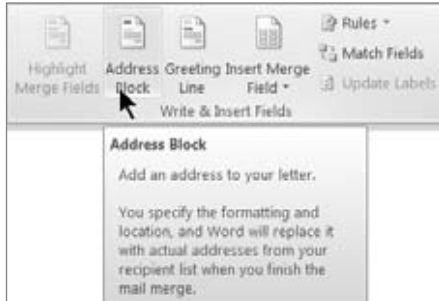 Highlight Merge Fields
Address Block
Greeting Line
Insert Merge Field
Rules
Match Fields
Update Labels
Write & Insert Fields
Address Block
Add an address to your letter.
You specify the formatting and
location, and Word will replace it
with actual addresses from your
recipient list when you finish the
mail merge.